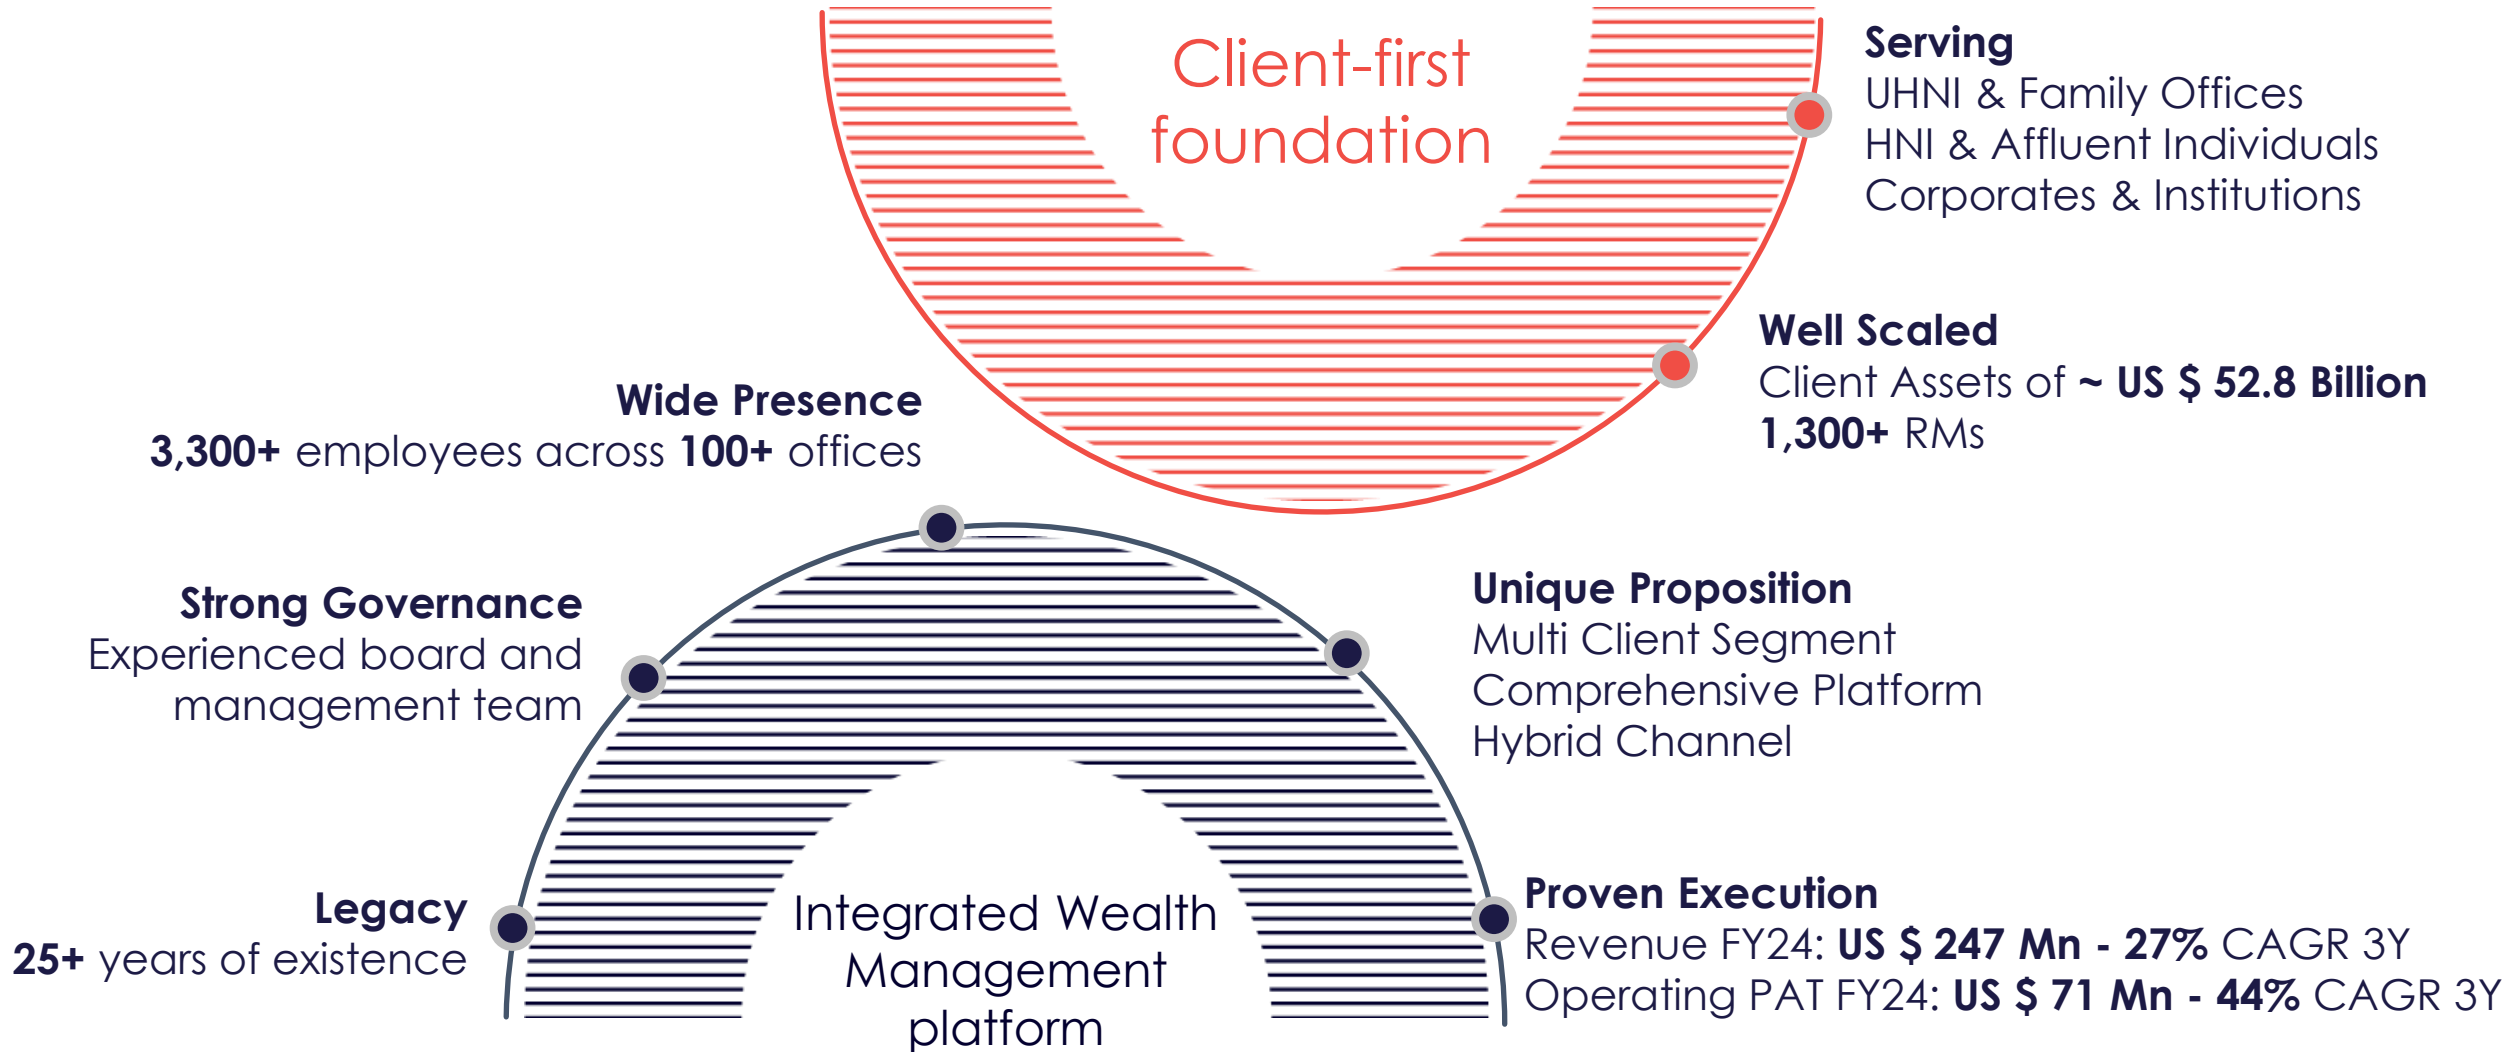 Client-first
foundation
Serving
UHNI & Family Offices
HNI & Affluent Individuals
Corporates & Institutions
Well Scaled
Client Assets of ~ US $ 52.8 Billion
1,300+ RMs
Wide Presence
3,300+ employees across 100+ offices
Strong Governance
Experienced board and
management team
Unique Proposition
Multi Client Segment
Comprehensive Platform
Hybrid Channel
Legacy
25+ years of existence
Integrated Wealth
Management
platform
Proven Execution
Revenue FY24: US $ 247 Mn - 27% CAGR 3Y
Operating PAT FY24: US $ 71 Mn - 44% CAGR 3Y